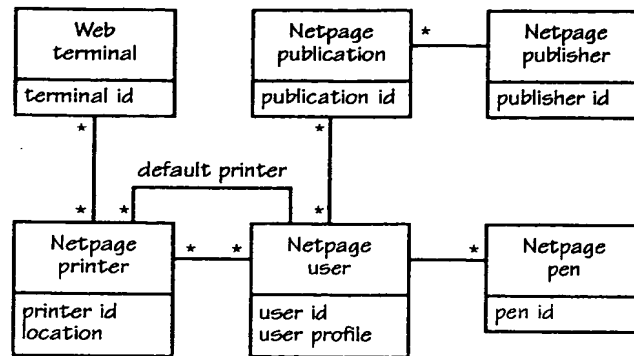 Web
terminal
terminal id
*
Netpage
publication
publication id
*
*
Netpage
publisher
publisher id
default printer
*
*
*
Netpage
printer
printer id
location
*
*
Netpage
user
user id
user profile
*
Netpage
pen
pen id